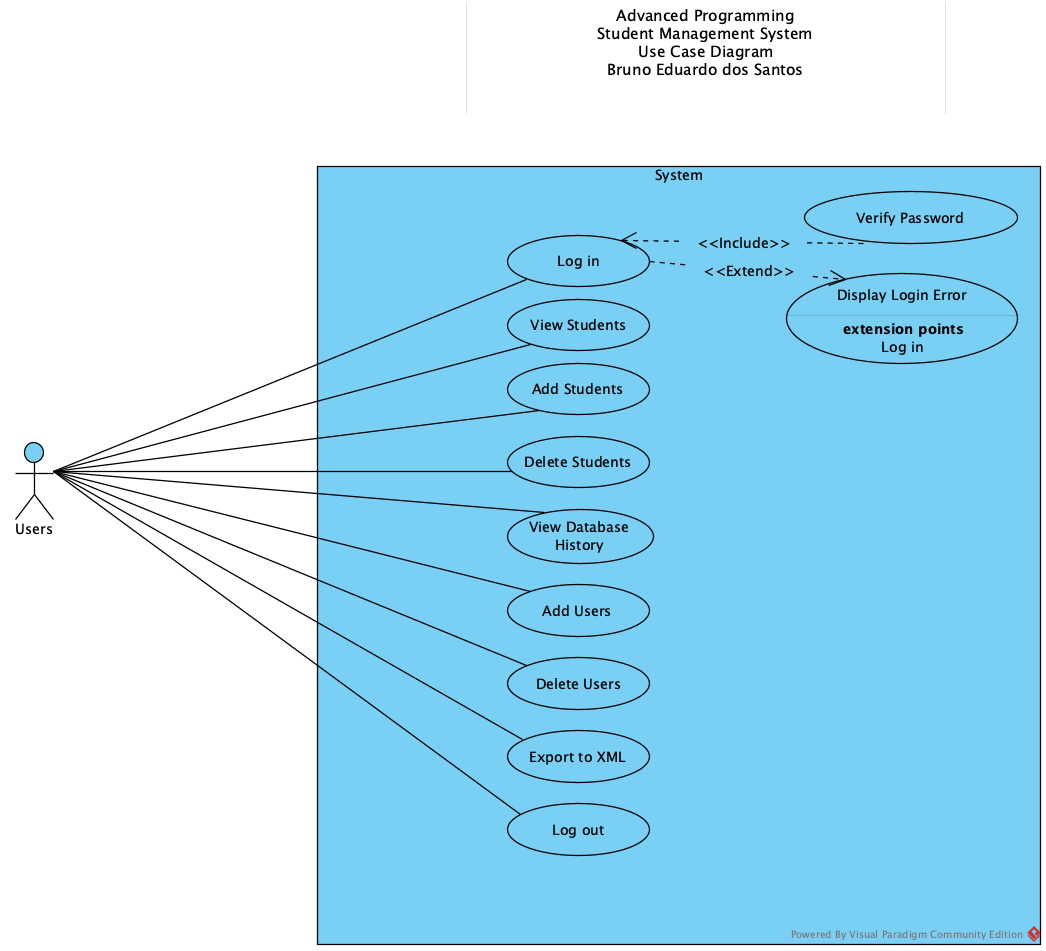 Advanced Programming
Student Management System
Use Case Diagram
Bruno Eduardo dos Santos
System
Verify Password
<<Include>>
Log in
<<Extend>>
Display Login Error
extension points
Log in
View Students
Add Students
Delete Students
Users
View Database
History
Add Users
Delete Users
Export to XML
Log out
Powered By Visual Paradigm Community Edition